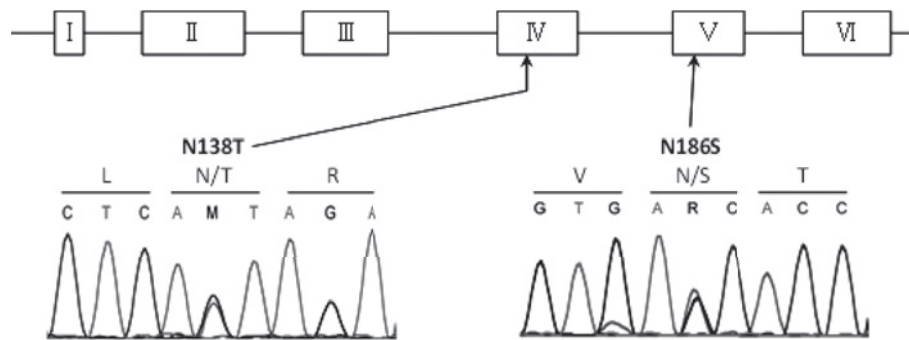 I II III IV V VI
N138T N186S
L N/T R V N/S T
C T C A M T A G A G T G A R C A C C